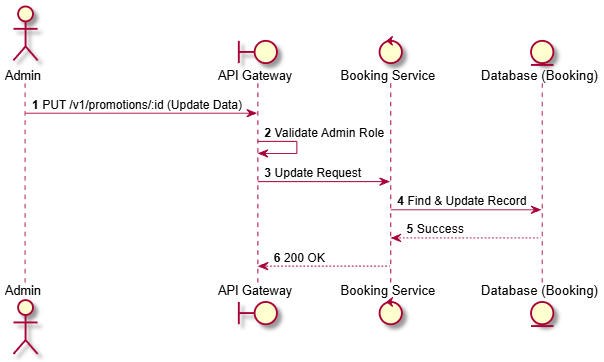 Admin
API Gateway
Booking Service
Database (Booking)
1 PUT /v1/promotions/:id (Update Data)
2 Validate Admin Role
3 Update Request
4 Find & Update Record
5 Success
6 200 OK
Admin
API Gateway
Booking Service
Database (Booking)